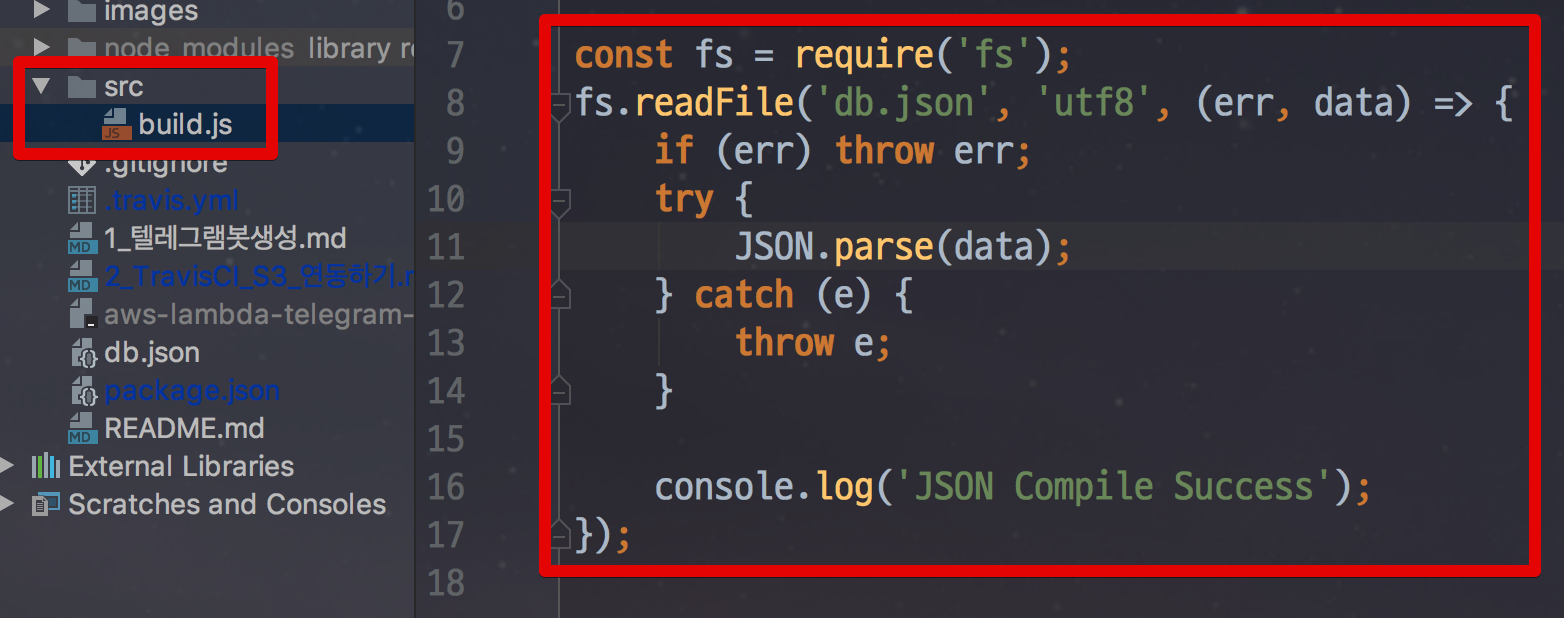 images
node_modules library r
src
build.js
.gitignore
.travis.yml
1_텔레그램봇생성.md
2_TravisCI_S3_연동하기.
aws-lambda-telegram-
db.json
package.json
README.md
External Libraries
Scratches and Consoles
6
7 const fs = require('fs');
8 fs.readFile('db.json', 'utf8', (err, data) => {
9 if (err) throw err;
10 try {
11 JSON.parse(data);
12 } catch (e) {
13 throw e;
14 }
15
16 console.log('JSON Compile Success');
17 });
18